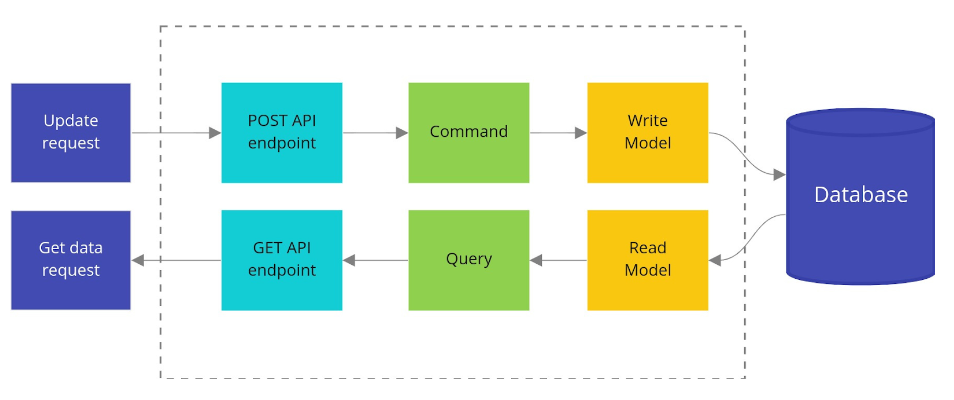 Update
request
POST API
endpoint
Command
Write
Model
Database
Get data
request
GET API
endpoint
Query
Read
Model